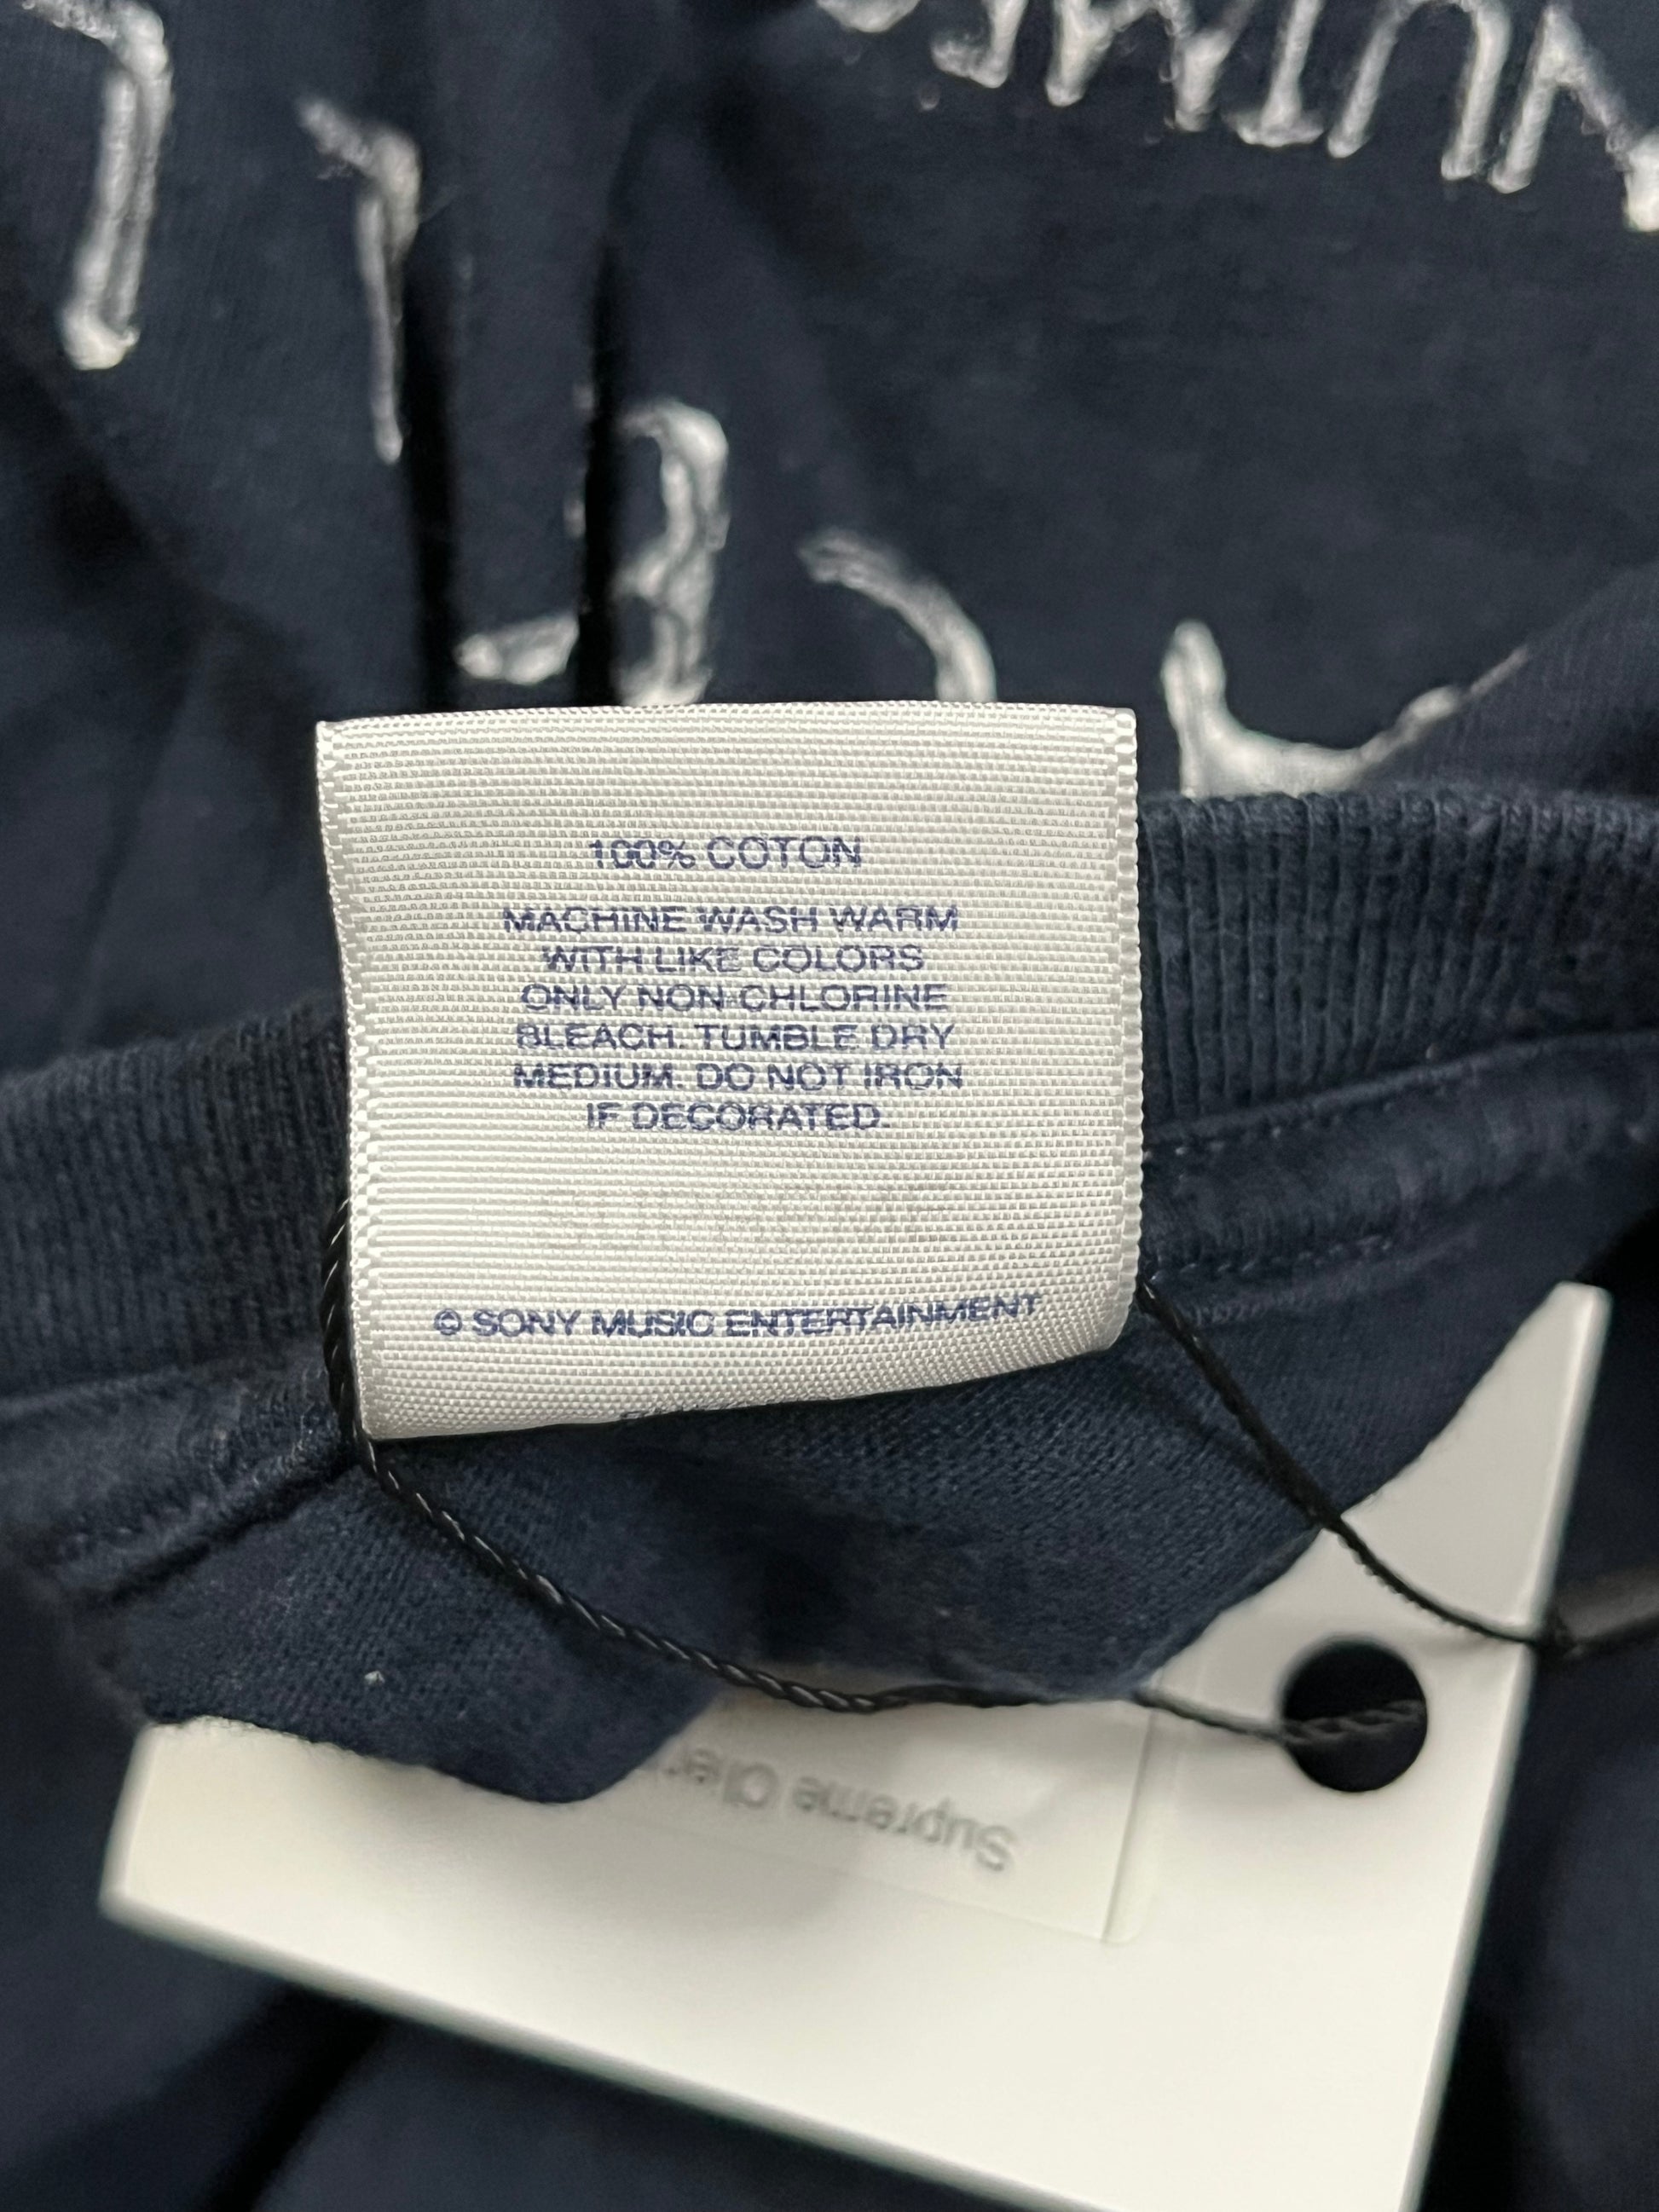 100% COTON
MACHINE WASH WARM
WITH LIKE COLORS
ONLY NON-CHLORINE
BLEACH. TUMBLE DRY
MEDIUM. DO NOT IRON
IF DECORATED.
© SONY MUSIC ENTERTAINMENT
Supreme